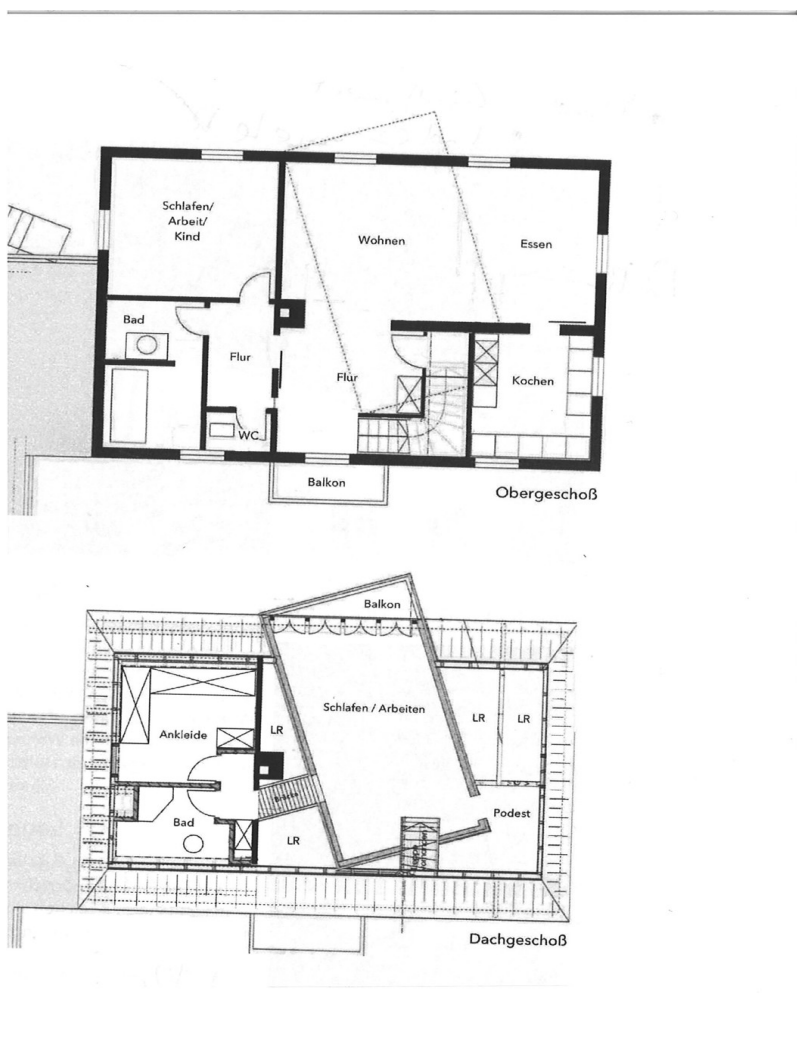 Schlafen/
Arbeit/
Kind
Wohnen
Essen
Bad
Flur
Flur
Kochen
WC
Balkon
Obergeschoß
Balkon
Schlafen / Arbeiten
LR
LR
LR
Ankleide
Brücke
Podest
Bad
LR
Dachgeschoß